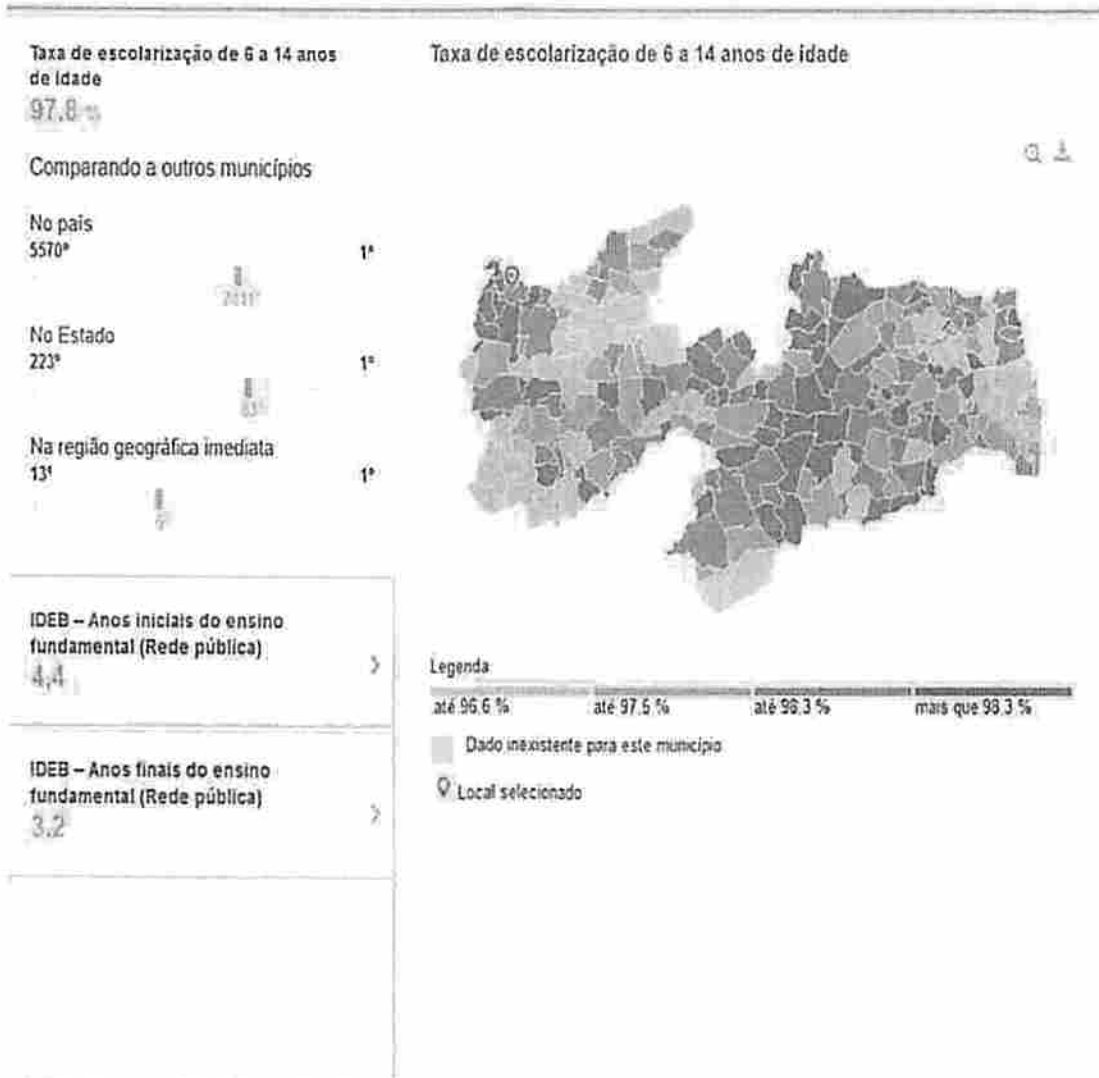 Taxa de escolarização de 6 a 14 anos
de idade
97,8 %
Comparando a outros municípios
No país
5570º
1º
No Estado
223º
1º
Na região geográfica imediata
13º
1º
IDEB – Anos iniciais do ensino
fundamental (Rede pública)
4,4
IDEB – Anos finais do ensino
fundamental (Rede pública)
3,2
Taxa de escolarização de 6 a 14 anos de idade
Legenda
até 96,6 %
até 97,5 %
até 98,3 %
mais que 98,3 %
Dado inexistente para este município
Local selecionado